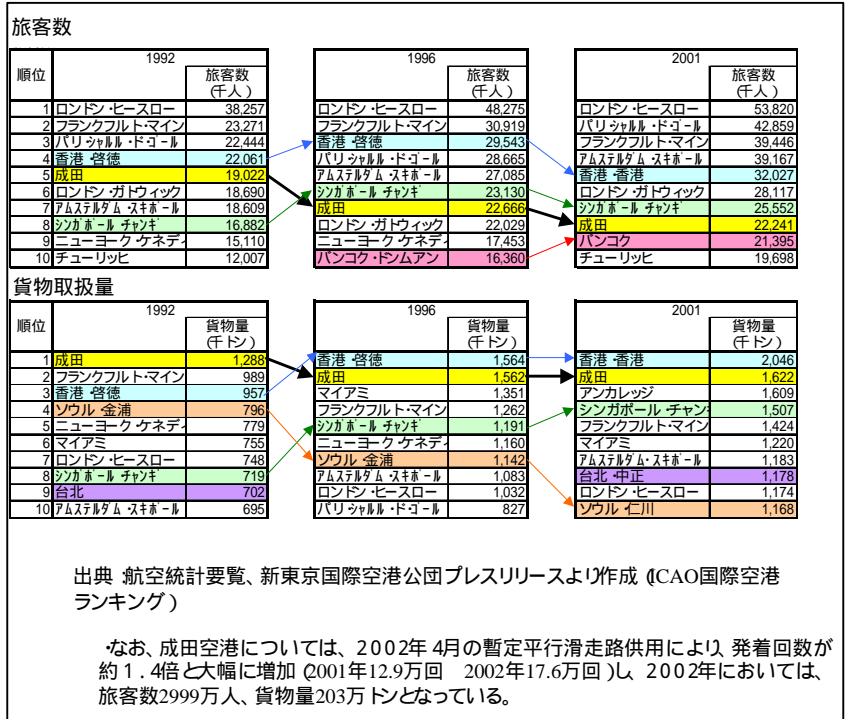 旅客数
1992 1996 2001
順位 旅客数 旅客数 旅客数
(千人) (千人) (千人)
1 ロンドン・ヒースロー 38,257 ロンドン・ヒースロー 48,275 ロンドン・ヒースロー 53,820
2 フランクフルト・マイン 23,271 フランクフルト・マイン 30,919 パリ・シャルル・ド・ゴール 42,859
3 パリ・シャルル・ド・ゴール 22,444 香港・啓徳 29,543 フランクフルト・マイン 39,446
4 香港・啓徳 22,061 パリ・シャルル・ド・ゴール 28,665 アムステルダム・スキポール 39,167
5 成田 19,022 アムステルダム・スキポール 27,085 香港・香港 32,027
6 ロンドン・ガトウィック 18,690 シンガポール・チャンギ 23,130 ロンドン・ガトウィック 28,117
7 アムステルダム・スキポール 18,609 成田 22,666 シンガポール・チャンギ 25,552
8 シンガポール・チャンギ 16,882 ロンドン・ガトウィック 22,029 成田 22,241
9 ニューヨーク・ケネディ 15,110 ニューヨーク・ケネディ 17,453 バンコク 21,395
10 チューリッヒ 12,007 バンコク・ドンムアン 16,360 チューリッヒ 19,698
貨物取扱量
1992 1996 2001
順位 貨物量 貨物量 貨物量
(千トン) (千トン) (千トン)
1 成田 1,288 香港・啓徳 1,564 香港・香港 2,046
2 フランクフルト・マイン 989 成田 1,562 成田 1,622
3 香港・啓徳 957 マイアミ 1,351 アンカレッジ 1,609
4 ソウル・金浦 796 フランクフルト・マイン 1,262 シンガポール・チャン 1,507
5 ニューヨーク・ケネディ 779 シンガポール・チャンギ 1,191 フランクフルト・マイン 1,424
6 マイアミ 755 ニューヨーク・ケネディ 1,160 マイアミ 1,220
7 ロンドン・ヒースロー 748 ソウル・金浦 1,142 アムステルダム・スキポール 1,183
8 シンガポール・チャンギ 719 アムステルダム・スキポール 1,083 台北・中正 1,178
9 台北 702 ロンドン・ヒースロー 1,032 ロンドン・ヒースロー 1,174
10 アムステルダム・スキポール 695 パリ・シャルル・ド・ゴール 827 ソウル・仁川 1,168
出典:航空統計要覧、新東京国際空港公団プレスリリースより作成(ICAO国際空港
ランキング)
・なお、成田空港については、2002年4月の暫定平行滑走路供用により、発着回数が
約1.4倍と大幅に増加(2001年12.9万回 2002年17.6万回)し、2002年においては、
旅客数2999万人、貨物量203万トンとなっている。